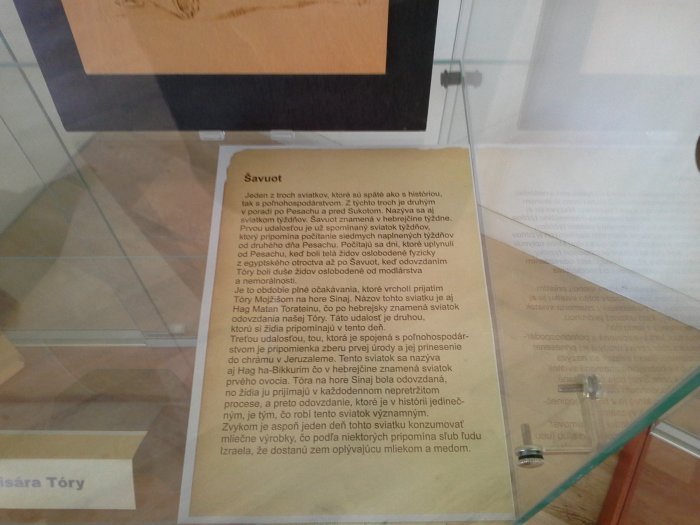 Šavuot
Jeden z troch sviatkov, ktoré sú späté ako s históriou,
tak s poľnohospodárstvom. Z týchto troch je druhým
v poradí po Pesachu a pred Sukotom. Nazýva sa aj
sviatkom týždňov. Šavuot znamená v hebrejčine týždne.
Prvou udalosťou je už spomínaný sviatok týždňov,
ktorý pripomína počítanie siedmych naplnených týždňov
od druhého dňa Pesachu. Počítajú sa dni, ktoré uplynuli
od Pesachu, keď boli telá židov oslobodené fyzicky
z egyptského otroctva až po Šavuot, keď odovzdaním
Tóry boli duše židov oslobodené od modlárstva
a nemorálnosti.
Je to obdobie plné očakávania, ktoré vrcholí prijatím
Tóry Mojžišom na hore Sinaj. Názov tohto sviatku je aj
Hag Matan Torateinu, čo po hebrejsky znamená sviatok
odovzdania našej Tóry. Táto udalosť je druhou,
ktorú si židia pripomínajú v tento deň.
Treťou udalosťou, tou, ktorá je spojená s poľnohospodár-
stvom je pripomienka zberu prvej úrody a jej prinesenie
do chrámu v Jeruzaleme. Tento sviatok sa nazýva
aj Hag ha-Bikkurim čo v hebrejčine znamená sviatok
prvého ovocia. Tóra na hore Sinaj bola odovzdaná,
no židia ju prijímajú v každodennom nepretržitom
procese, a preto odovzdanie, ktoré je v histórii jedineč-
ným, je tým, čo robí tento sviatok významným.
Zvykom je aspoň jeden deň tohto sviatku konzumovať
mliečne výrobky, čo podľa niektorých pripomína sľub ľudu
Izraela, že dostanú zem oplývajúcu mliekom a medom.
isára Tóry